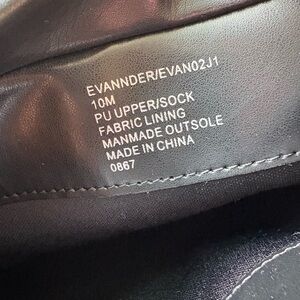 EVANNDER/EVAN02J1
10M
PU UPPER/SOCK
FABRIC LINING
MANMADE OUTSOLE
MADE IN CHINA
0867